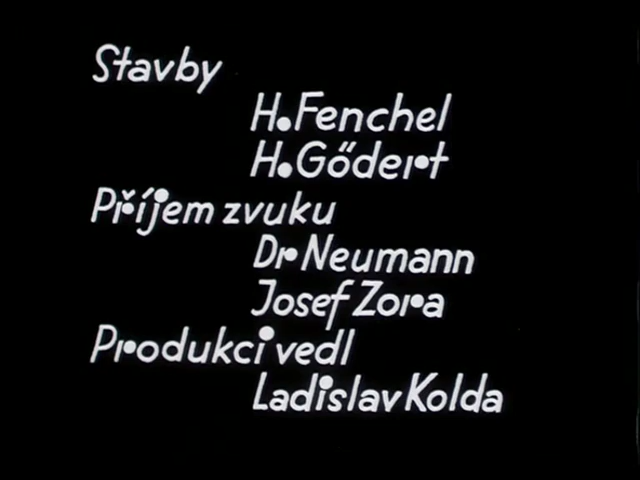 Stavby
H. Fenchel
H. Gődert
Příjem zvuku
Dr Neumann
Josef Zora
Produkci vedl
Ladislav Kolda